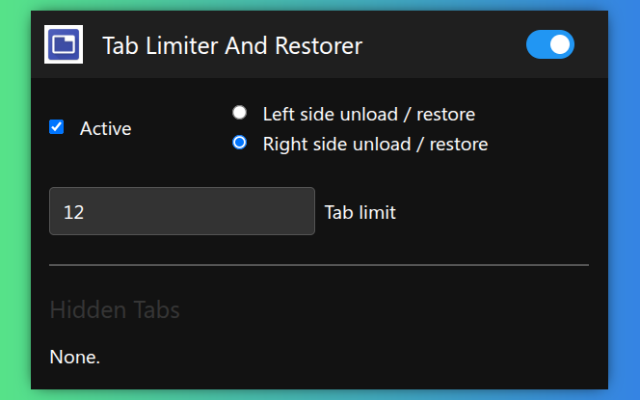 Tab Limiter And Restorer
Active
Left side unload / restore
Right side unload / restore
12
Tab limit
Hidden Tabs
None.